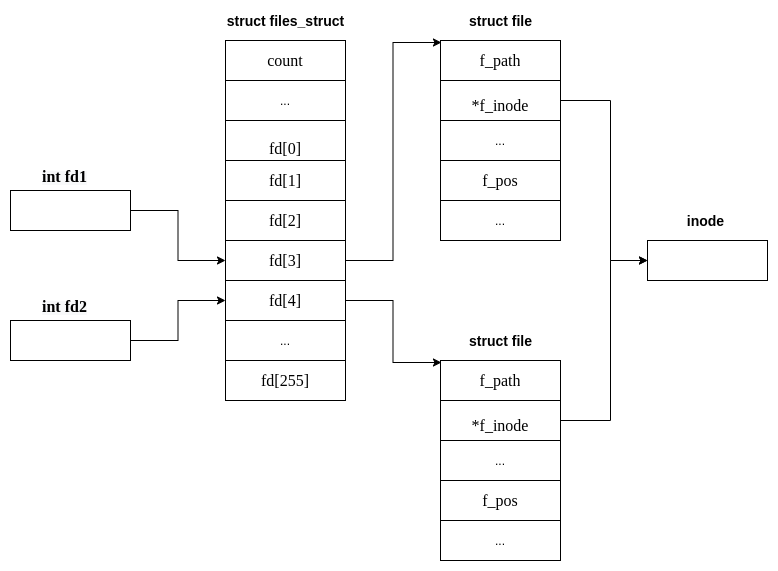 struct files_struct
count
...
fd[0]
fd[1]
fd[2]
fd[3]
fd[4]
...
fd[255]
int fd1
int fd2
struct file
f_path
*f_inode
...
f_pos
...
struct file
f_path
*f_inode
...
f_pos
...
inode